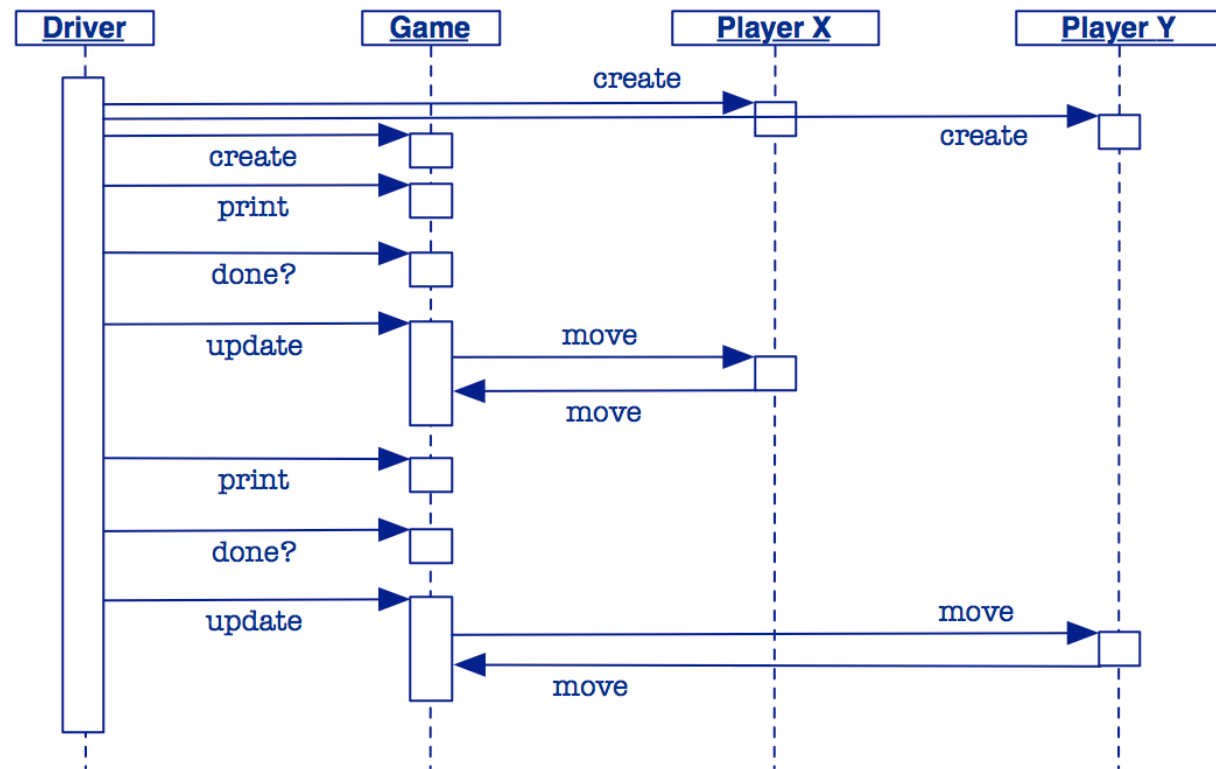 Driver
Game
Player X
Player Y
create
create
create
print
done?
update
move
move
print
done?
update
move
move